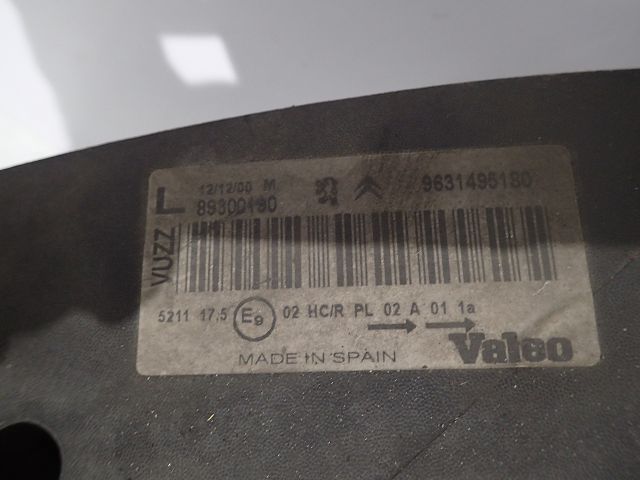 L 12/12/00 M 9631496180
89300180
VUZZ
5211 17,5 E9 02 HC/R PL 02 A 01 1a
MADE IN SPAIN Valeo